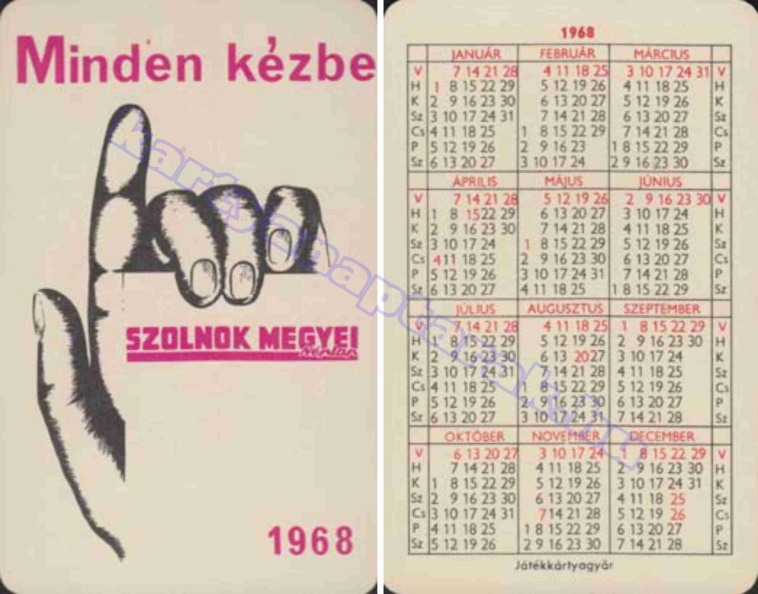 Minden kézbe
SZOLNOK MEGYEI
1968
1968
JANUÁR FEBRUÁR MÁRCIUS
V 7 14 21 28 4 11 18 25 3 10 17 24 31 V
H 1 8 15 22 29 5 12 19 26 4 11 18 25 H
K 2 9 16 23 30 6 13 20 27 5 12 19 26 K
Sz 3 10 17 24 31 7 14 21 28 6 13 20 27 Sz
Cs 4 11 18 25 1 8 15 22 29 7 14 21 28 Cs
P 5 12 19 26 2 9 16 23 1 8 15 22 29 P
Sz 6 13 20 27 3 10 17 24 2 9 16 23 30 Sz
ÁPRILIS MÁJUS JÚNIUS
V 7 14 21 28 5 12 19 26 2 9 16 23 30 V
H 1 8 15 22 29 6 13 20 27 3 10 17 24 H
K 2 9 16 23 30 7 14 21 28 4 11 18 25 K
Sz 3 10 17 24 1 8 15 22 29 5 12 19 26 Sz
Cs 4 11 18 25 2 9 16 23 30 6 13 20 27 Cs
P 5 12 19 26 3 10 17 24 31 7 14 21 28 P
Sz 6 13 20 27 4 11 18 25 1 8 15 22 29 Sz
JÚLIUS AUGUSZTUS SZEPTEMBER
V 7 14 21 28 4 11 18 25 1 8 15 22 29 V
H 1 8 15 22 29 5 12 19 26 2 9 16 23 30 H
K 2 9 16 23 30 6 13 20 27 3 10 17 24 K
Sz 3 10 17 24 31 7 14 21 28 4 11 18 25 Sz
Cs 4 11 18 25 1 8 15 22 29 5 12 19 26 Cs
P 5 12 19 26 2 9 16 23 30 6 13 20 27 P
Sz 6 13 20 27 3 10 17 24 31 7 14 21 28 Sz
OKTÓBER NOVEMBER DECEMBER
V 6 13 20 27 3 10 17 24 1 8 15 22 29 V
H 7 14 21 28 4 11 18 25 2 9 16 23 30 H
K 1 8 15 22 29 5 12 19 26 3 10 17 24 31 K
Sz 2 9 16 23 30 6 13 20 27 4 11 18 25 Sz
Cs 3 10 17 24 31 7 14 21 28 5 12 19 26 Cs
P 4 11 18 25 1 8 15 22 29 6 13 20 27 P
Sz 5 12 19 26 2 9 16 23 30 7 14 21 28 Sz
Játékkártyagyár
kartyanaptarak.hu